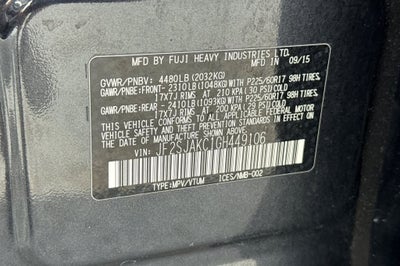 MFD BY FUJI HEAVY INDUSTRIES LTD.
MFD IN 09/15
GVWR/PNBV: 4480LB (2032KG)
GAWR/PNBE:FRONT- 2310LB(1048KG)WITH P225/60R17 98H TIRES,
17X7J RIMS AT 210 KPA( 30 PSI)COLD
GAWR/PNBE:REAR - 2410LB(1093KG)WITH P225/60R17 98H TIRES,
17X7J RIMS AT 200 KPA( 29 PSI)COLD
THIS VEHICLE CONFORMS TO ALL APPLICABLE U.S. FEDERAL MOTOR
VEHICLE SAFETY AND THEFT PREVENTION STANDARDS IN EFFECT ON
THE DATE OF MANUFACTURE SHOWN ABOVE.
JF2SJAKC1GH449106
TYPE:MPV/VTUM ICES/NMB-002